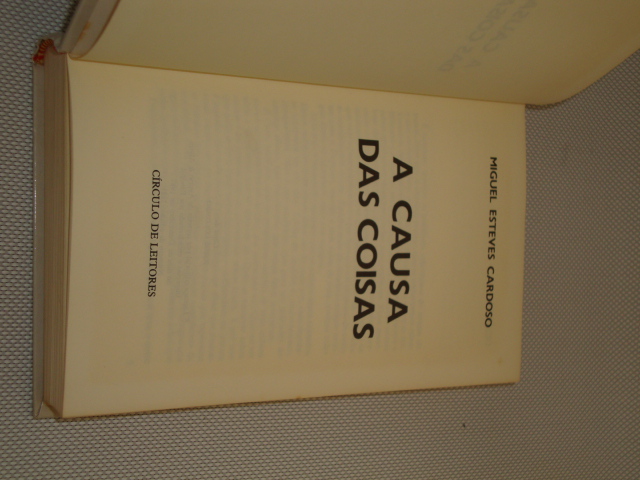 MIGUEL ESTEVES CARDOSO
A CAUSA
DAS COISAS
CÍRCULO DE LEITORES